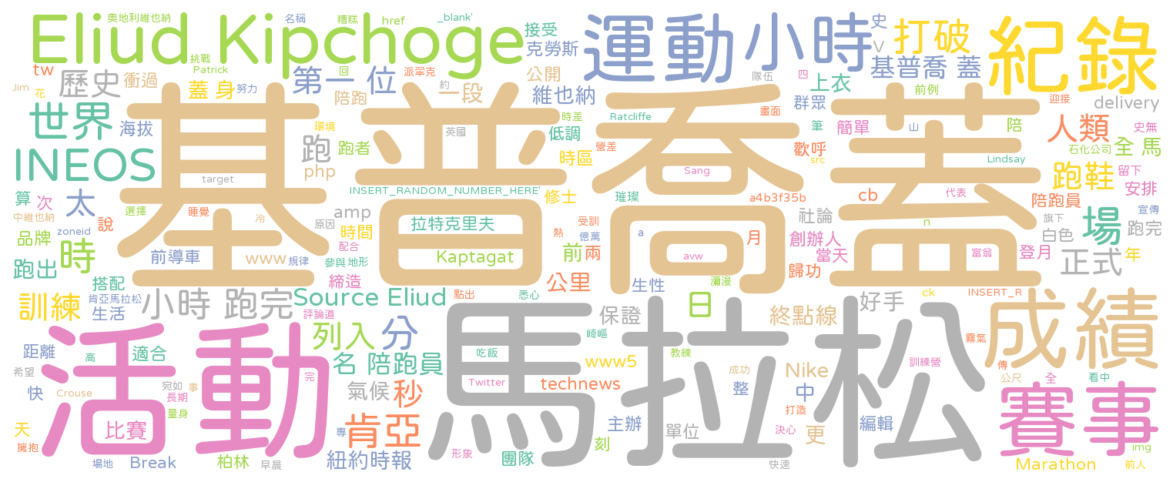 奧地利維也納 名稱 糟糕 href _blank' 接受 史 四 前例 迎接
Eliud Kipchoge 克勞斯 運動 小時 隊伍 V 打破 紀錄
挑戰 Patrick 回 派寧克 基普喬 蓋
tw 歷史 衝過 第一 位 公開 維也納 上衣
Jim 花 蓋 身 努力 陪跑 約 一段 時差 畫面 群眾 筆 山 史無 delivery
世界 海拔 環境 英國 低調 Ratcliffe 簡單 陪 人類 石化公司 全 馬
INEOS 跑 跑者 時區 營差 歡呼 src Lindsay 留下
基 普 喬 蓋
php target INSERT_RANDOM_NUMBER_HERE' Sang 跑鞋 安排
算 次 太 睡覺 冷 修士 璀璨 a4b3f35b cb 代表 陪跑員 宣傳
中維也納 選擇 amp 拉特克里夫 社論 n 旗下 場 跑完
品牌 zoneid 說 原因 受訓 a 月 創辦人 白色
時 前導車 時間 配合 Kaptagat 熱 億萬 前 兩 當天 富翁 登月 年
跑出 www 規律 參與 地形 avw 歸功 正式
搭配 締造 公里 生性 瀰漫 ck INSERT_R
訓練 肯亞馬拉松 小時 跑完 Source Eliud 點出 悉心 日 好手
生活 評論道 列入 分 保證 終點線 霧氣 成績
活動 馬拉松
距離 高 適合 名 陪跑員 吃飯 崎嶇 教練 訓練營 傳
希望 www5 成功 Nike 公尺 全 看中
快 Crouse 宛如 事 完 氣候 秒 Twitter technews 整 中
長期 打造 賽事
天 量身 比賽 肯亞 刻 主辦 單位 決心 更 編輯
擁抱 專
場地 Break 柏林 早晨 紐約時報 形象 團隊 快速 Marathon img 前人